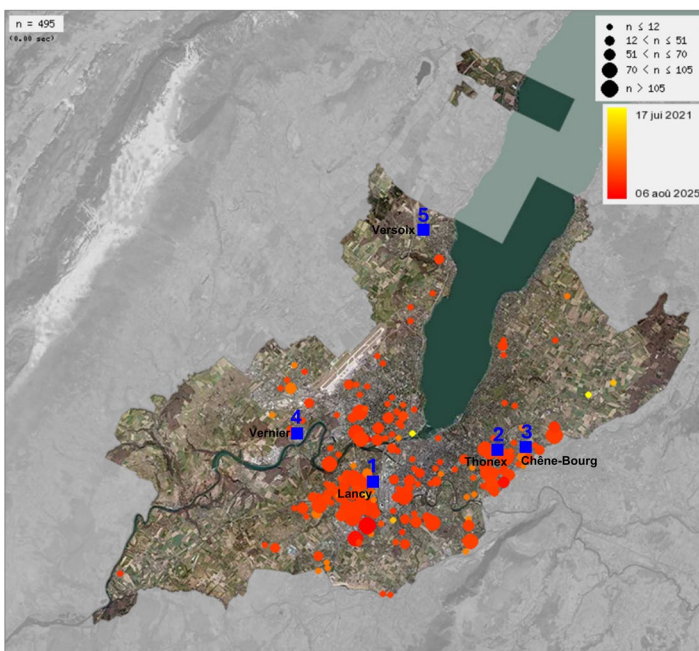 n = 495
(0.00 sec)
n ≤ 12
12 < n ≤ 51
51 < n ≤ 70
70 < n ≤ 105
n > 105
17 jui 2021
06 aoû 2025
5
Versoix
4
Vernier
2
3
Thonex
Chêne-Bourg
1
Lancy